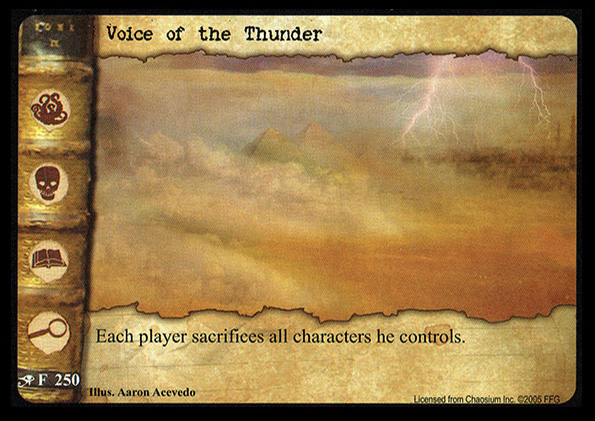 Voice of the Thunder
Each player sacrifices all characters he controls.
F 250
Illus. Aaron Acevedo
Licensed from Chaosium Inc. ©2005 FFG